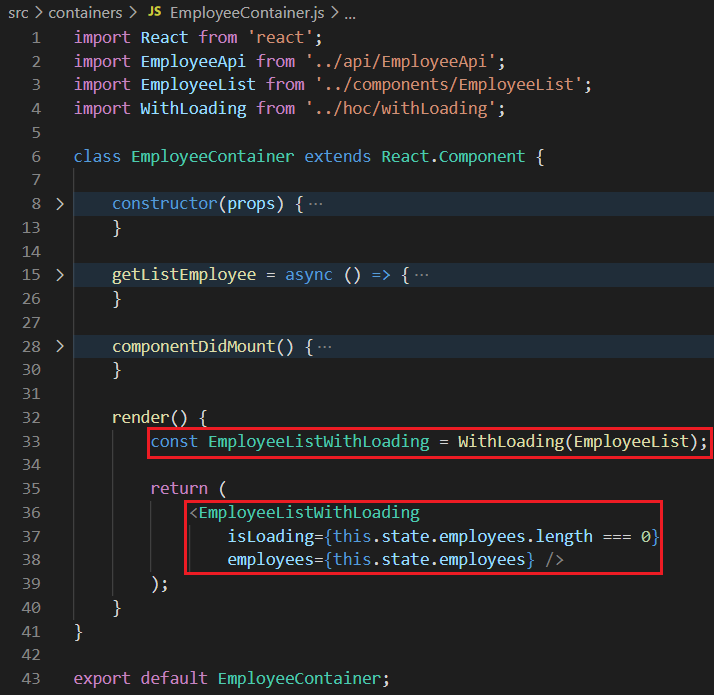 src > containers > JS EmployeeContainer.js > ...
1 import React from 'react';
2 import EmployeeApi from '../api/EmployeeApi';
3 import EmployeeList from '../components/EmployeeList';
4 import WithLoading from '../hoc/withLoading';
5
6 class EmployeeContainer extends React.Component {
7
8 > constructor(props) { ···
13 }
14
15 > getListEmployee = async () => { ···
26 }
27
28 > componentDidMount() { ···
30 }
31
32 render() {
33 const EmployeeListWithLoading = WithLoading(EmployeeList);
34
35 return (
36 <EmployeeListWithLoading
37 isLoading={this.state.employees.length === 0}
38 employees={this.state.employees} />
39 );
40 }
41 }
42
43 export default EmployeeContainer;